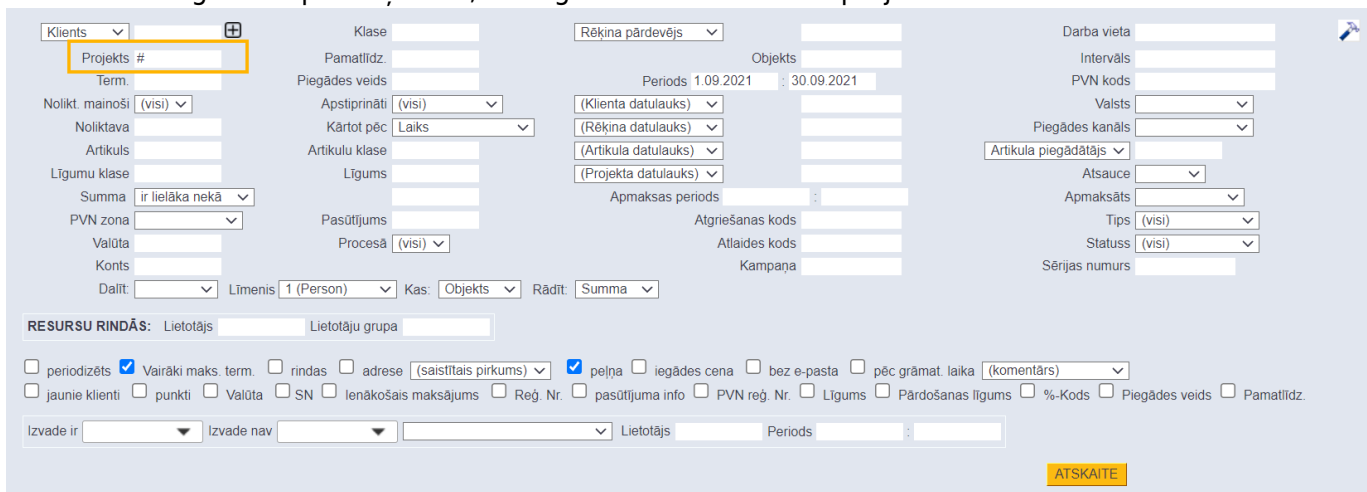 Klients Klase Rēķina pārdevējs Darba vieta
Projekts # Pamatlīdz. Objekts Intervāls
Term. Piegādes veids Periods 1.09.2021 : 30.09.2021 PVN kods
Nolikt. mainoši (visi) Apstiprināti (visi) (Klienta datulauks) Valsts
Noliktava Kārtot pēc Laiks (Rēķina datulauks) Piegādes kanāls
Artikuls Artikulu klase (Artikula datulauks) Artikula piegādātājs
Līgumu klase Līgums (Projekta datulauks) Atsauce
Summa ir lielāka nekā Apmaksas periods : Apmaksāts
PVN zona Pasūtījums Atgriešanas kods Tips (visi)
Valūta Procesā (visi) Atlaides kods Statuss (visi)
Konts Kampaņa Sērijas numurs
Dalīt: Līmenis 1 (Person) Kas: Objekts Rādīt: Summa
RESURSU RINDĀS: Lietotājs Lietotāju grupa
periodizēts Vairāki maks. term. rindas adrese (saistītais pirkums) peļņa iegādes cena bez e-pasta pēc grāmat. laika (komentārs)
jaunie klienti punkti Valūta SN Ienākošais maksājums Reģ. Nr. pasūtījuma info PVN reģ. Nr. Līgums Pārdošanas līgums %-Kods Piegādes veids Pamatlīdz.
Izvade ir Izvade nav Lietotājs Periods :
ATSKAITE